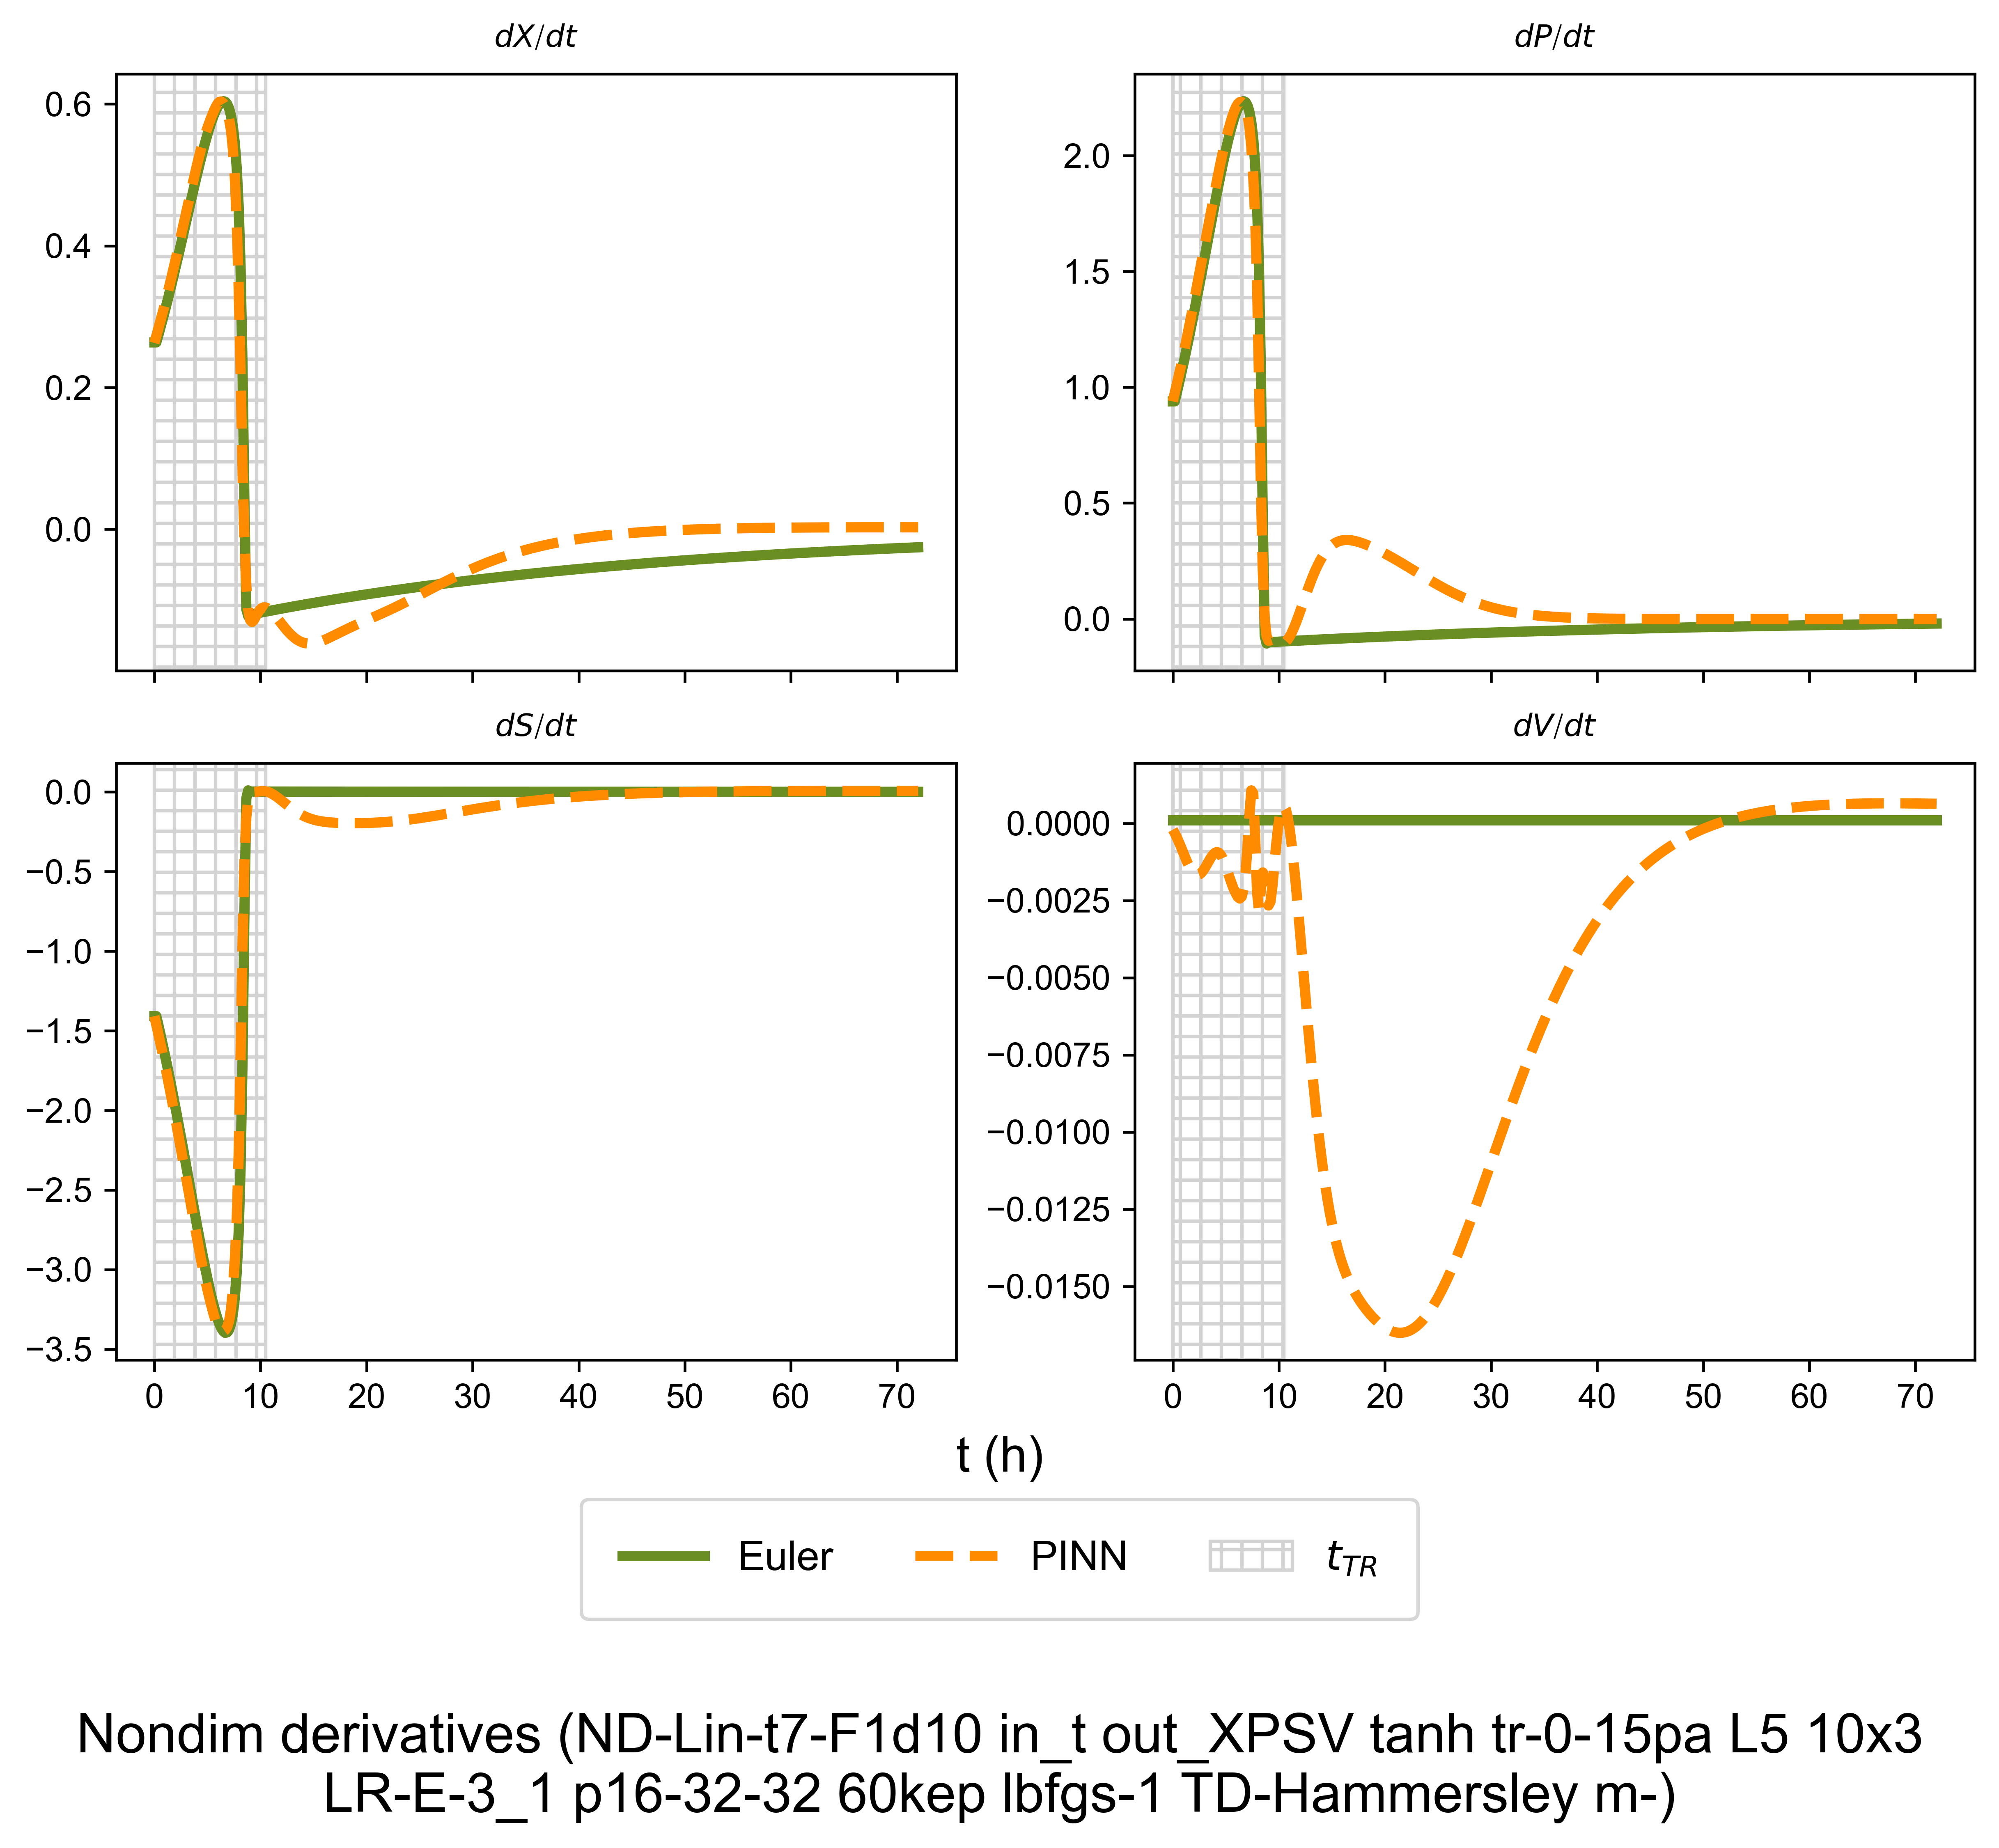 dX/dt
dP/dt
0.6
0.4
0.2
0.0
2.0
1.5
1.0
0.5
0.0
dS/dt
dV/dt
0.0
−0.5
−1.0
−1.5
−2.0
−2.5
−3.0
−3.5
0.0000
−0.0025
−0.0050
−0.0075
−0.0100
−0.0125
−0.0150
0 10 20 30 40 50 60 70
0 10 20 30 40 50 60 70
t (h)
Euler PINN t_TR
Nondim derivatives (ND-Lin-t7-F1d10 in_t out_XPSV tanh tr-0-15pa L5 10x3
LR-E-3_1 p16-32-32 60kep lbfgs-1 TD-Hammersley m-)